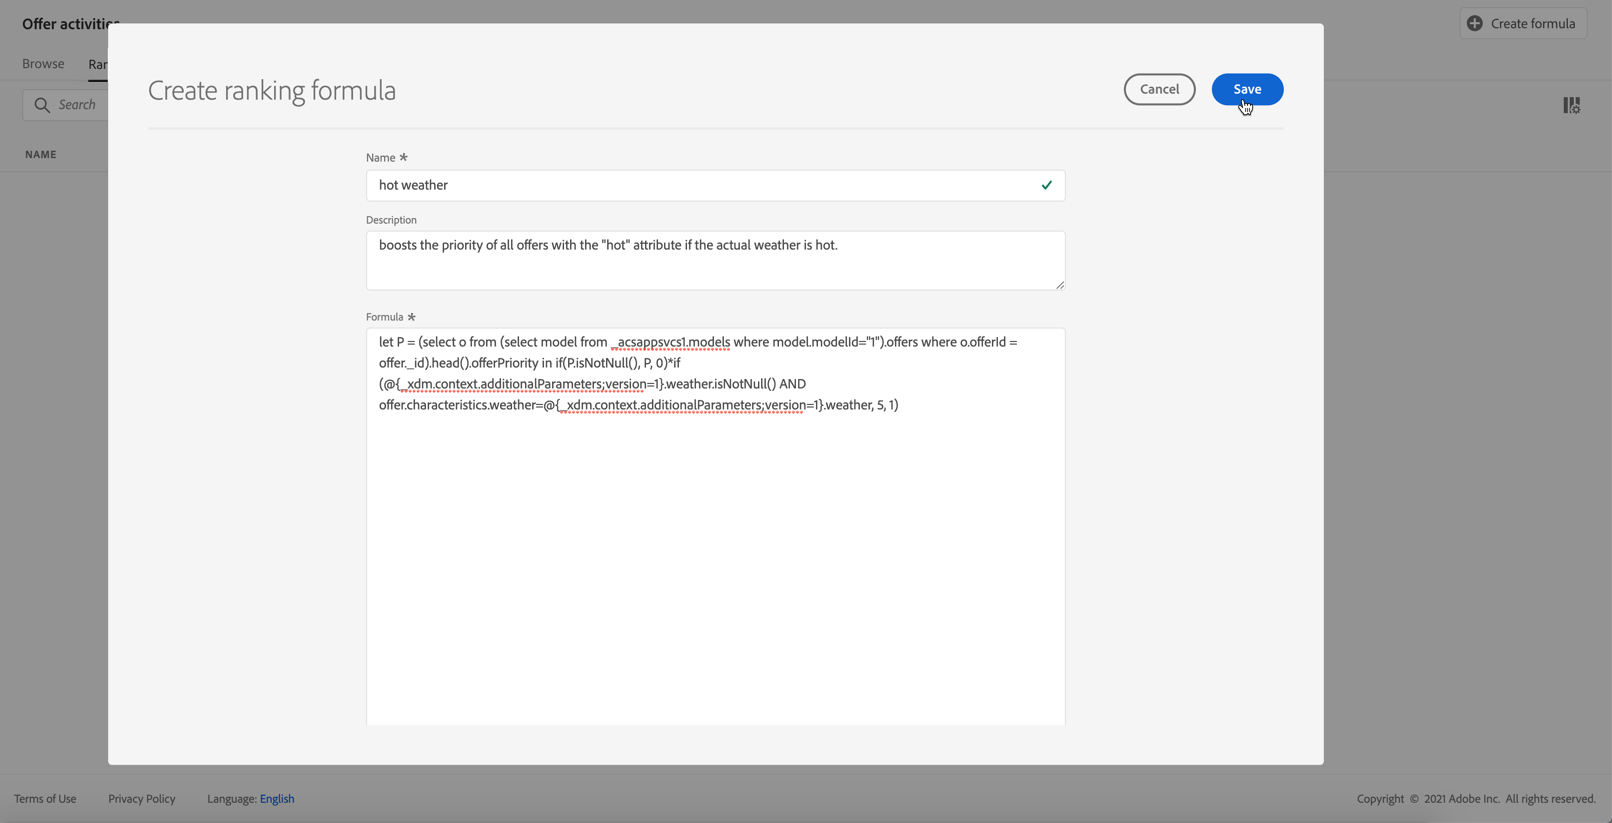 Offer activities
Create formula
Browse
Ran
Search
NAME
Create ranking formula
Cancel
Save
Name *
hot weather
Description
boosts the priority of all offers with the "hot" attribute if the actual weather is hot.
Formula *
let P = (select o from (select model from _acsappsvcs1.models where model.modelId="1").offers where o.offerId =
offer._id).head().offerPriority in if(P.isNotNull(), P, 0)*if
(@{_xdm.context.additionalParameters;version=1}.weather.isNotNull() AND
offer.characteristics.weather=@{_xdm.context.additionalParameters;version=1}.weather, 5, 1)
Terms of Use
Privacy Policy
Language: English
Copyright © 2021 Adobe Inc. All rights reserved.